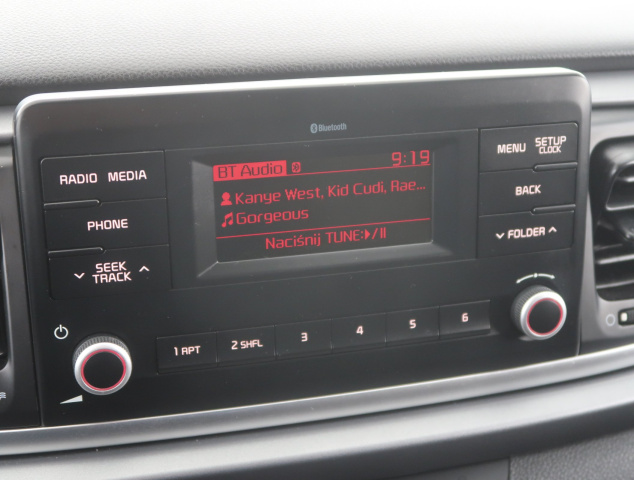 Bluetooth
RADIO MEDIA
PHONE
SEEK
TRACK
BT Audio 9:19
Kanye West, Kid Cudi, Rae...
Gorgeous
Naciśnij TUNE:▶/II
MENU SETUP
CLOCK
BACK
FOLDER
1 RPT
2 SHFL
3
4
5
6